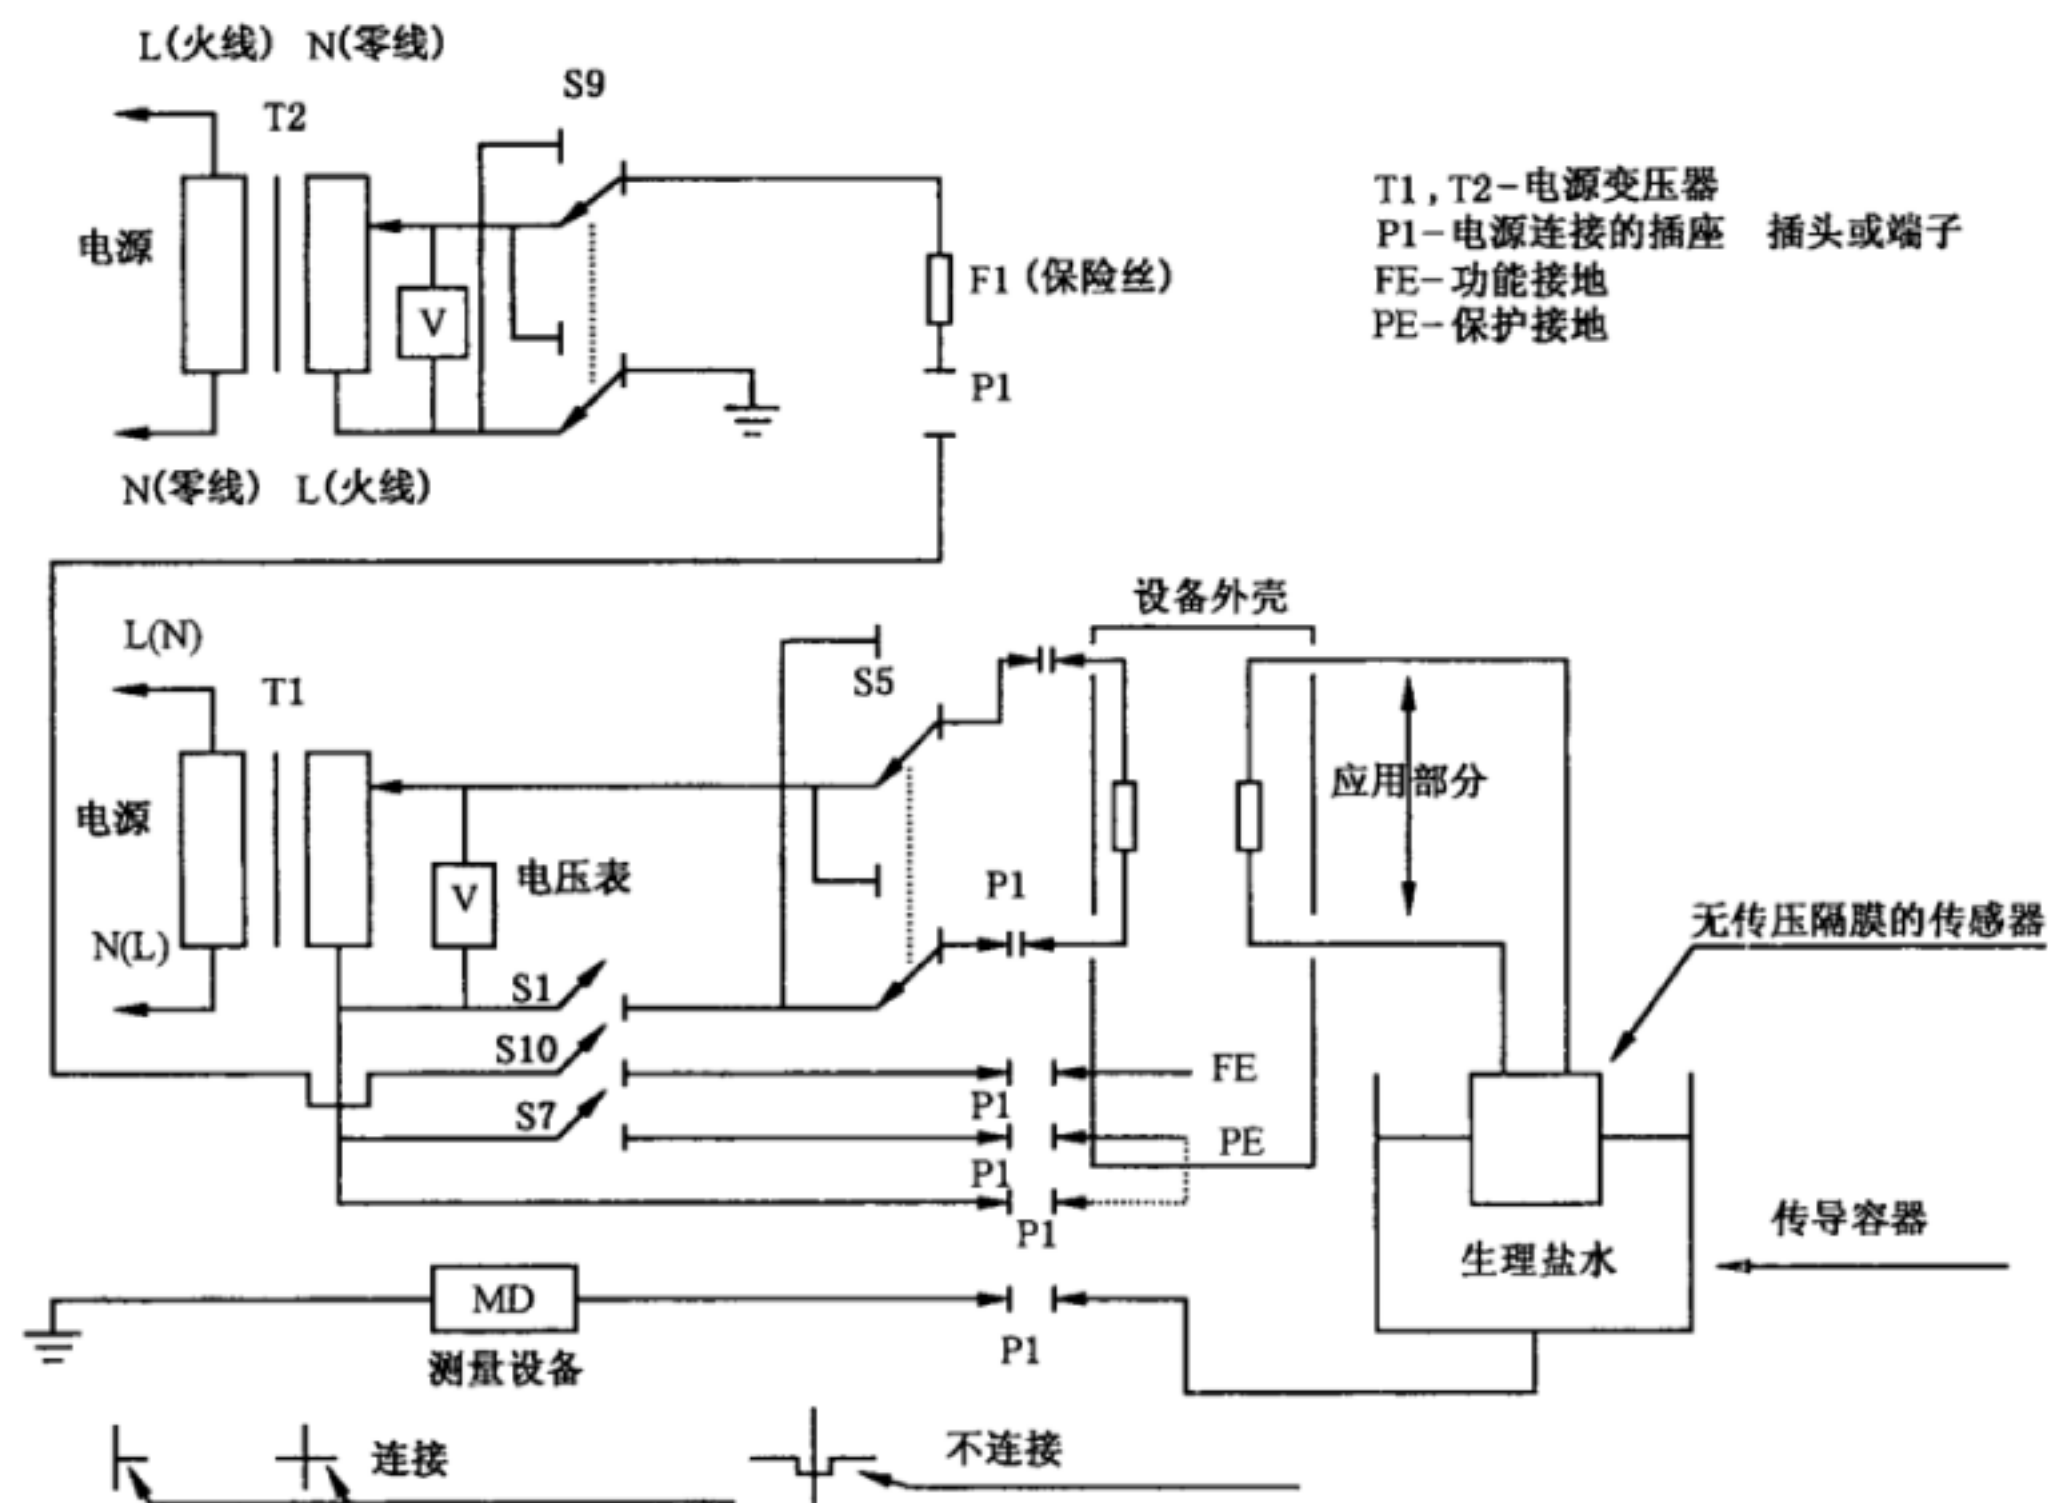 L(火线) N(零线)
S9
T2
电源
V
F1 (保险丝)
P1
N(零线) L(火线)
T1,T2-电源变压器
P1-电源连接的插座 插头或端子
FE-功能接地
PE-保护接地
L(N)
T1
电源
N(L)
V
电压表
S5
设备外壳
应用部分
P1
无传压隔膜的传感器
S1
S10
S7
FE
P1
PE
P1
P1
生理盐水
传导容器
MD
测量设备
P1
连接
不连接